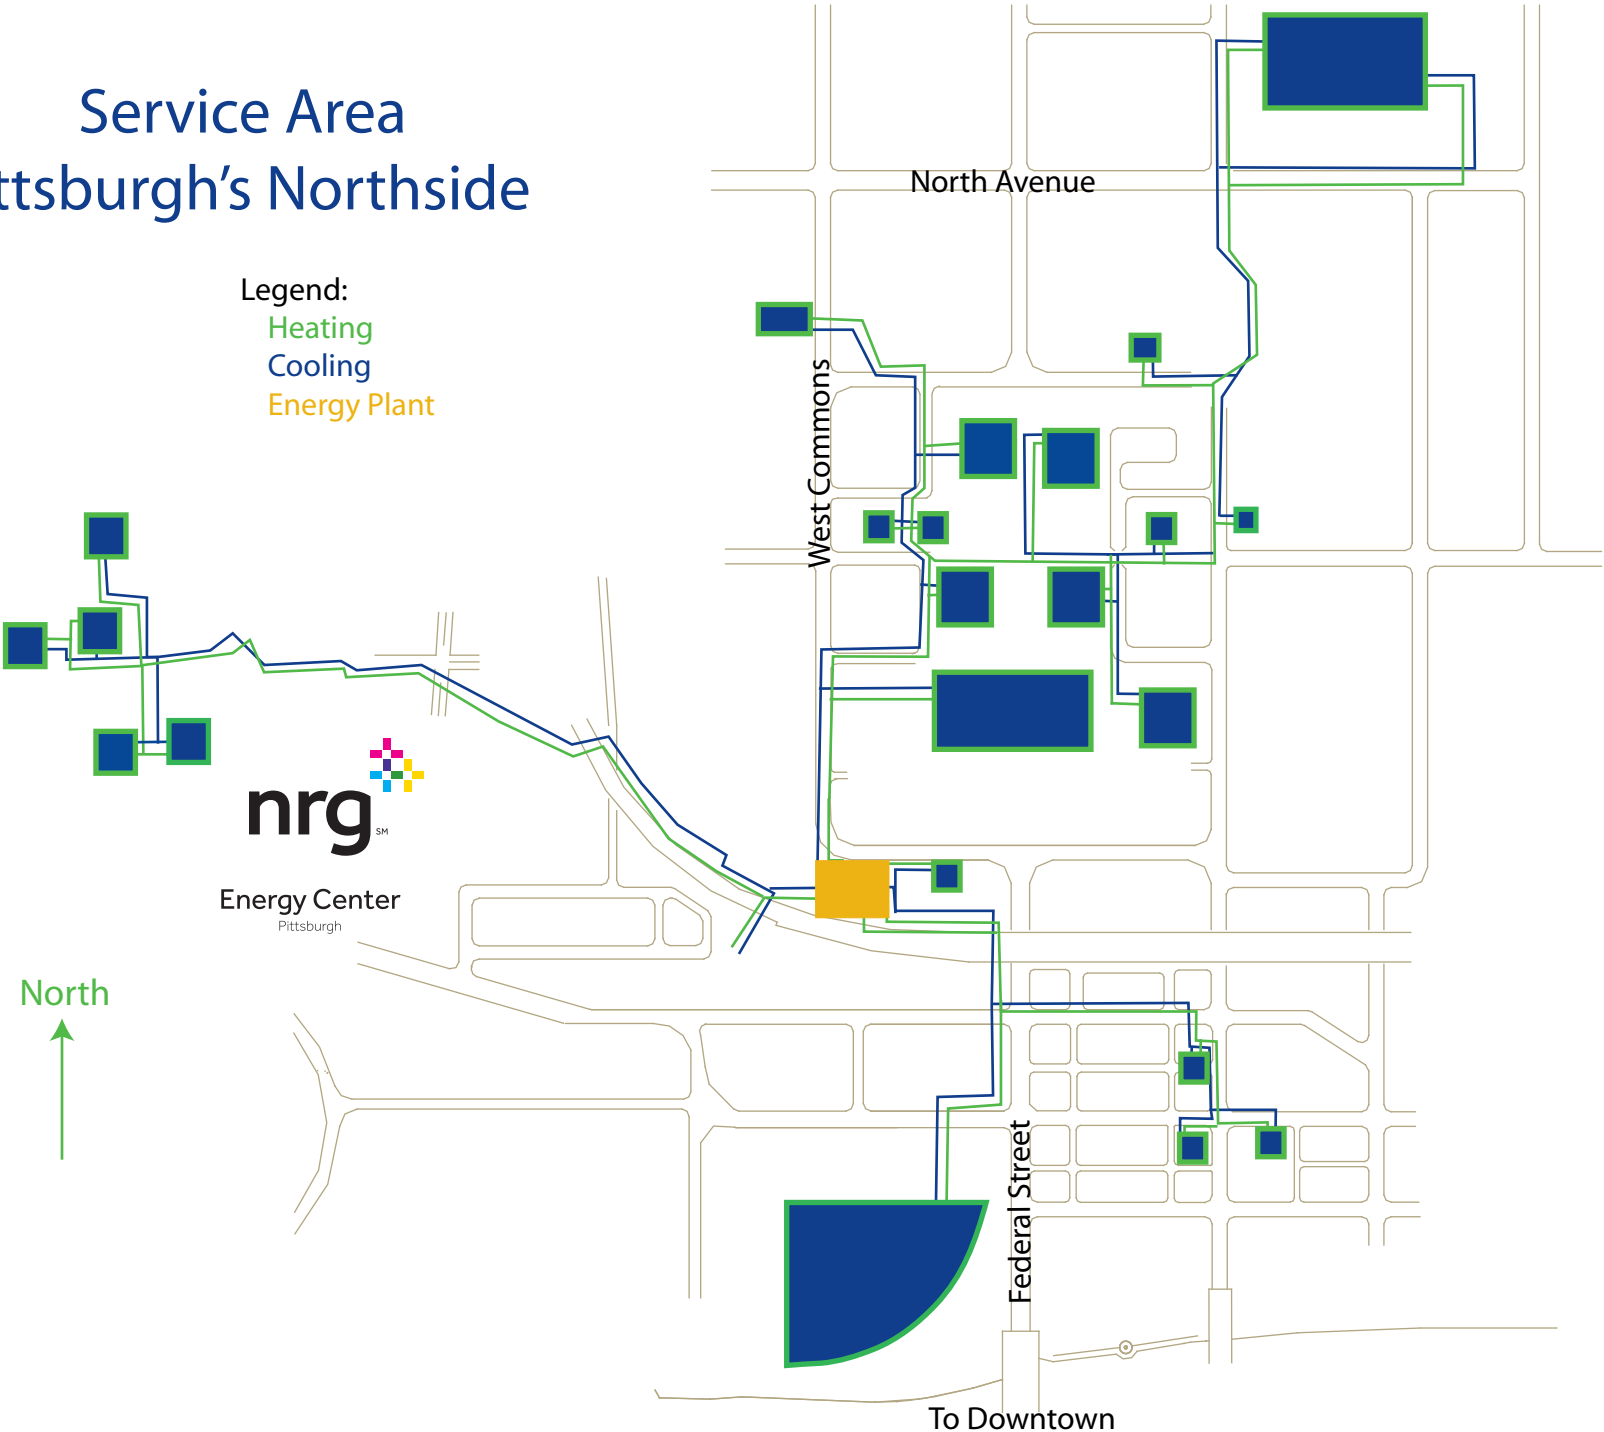 Service Area
ttsburgh's Northside
North Avenue
Legend:
Heating
Cooling
Energy Plant
West Commons
nrg
SM
Energy Center
Pittsburgh
North
Federal Street
To Downtown